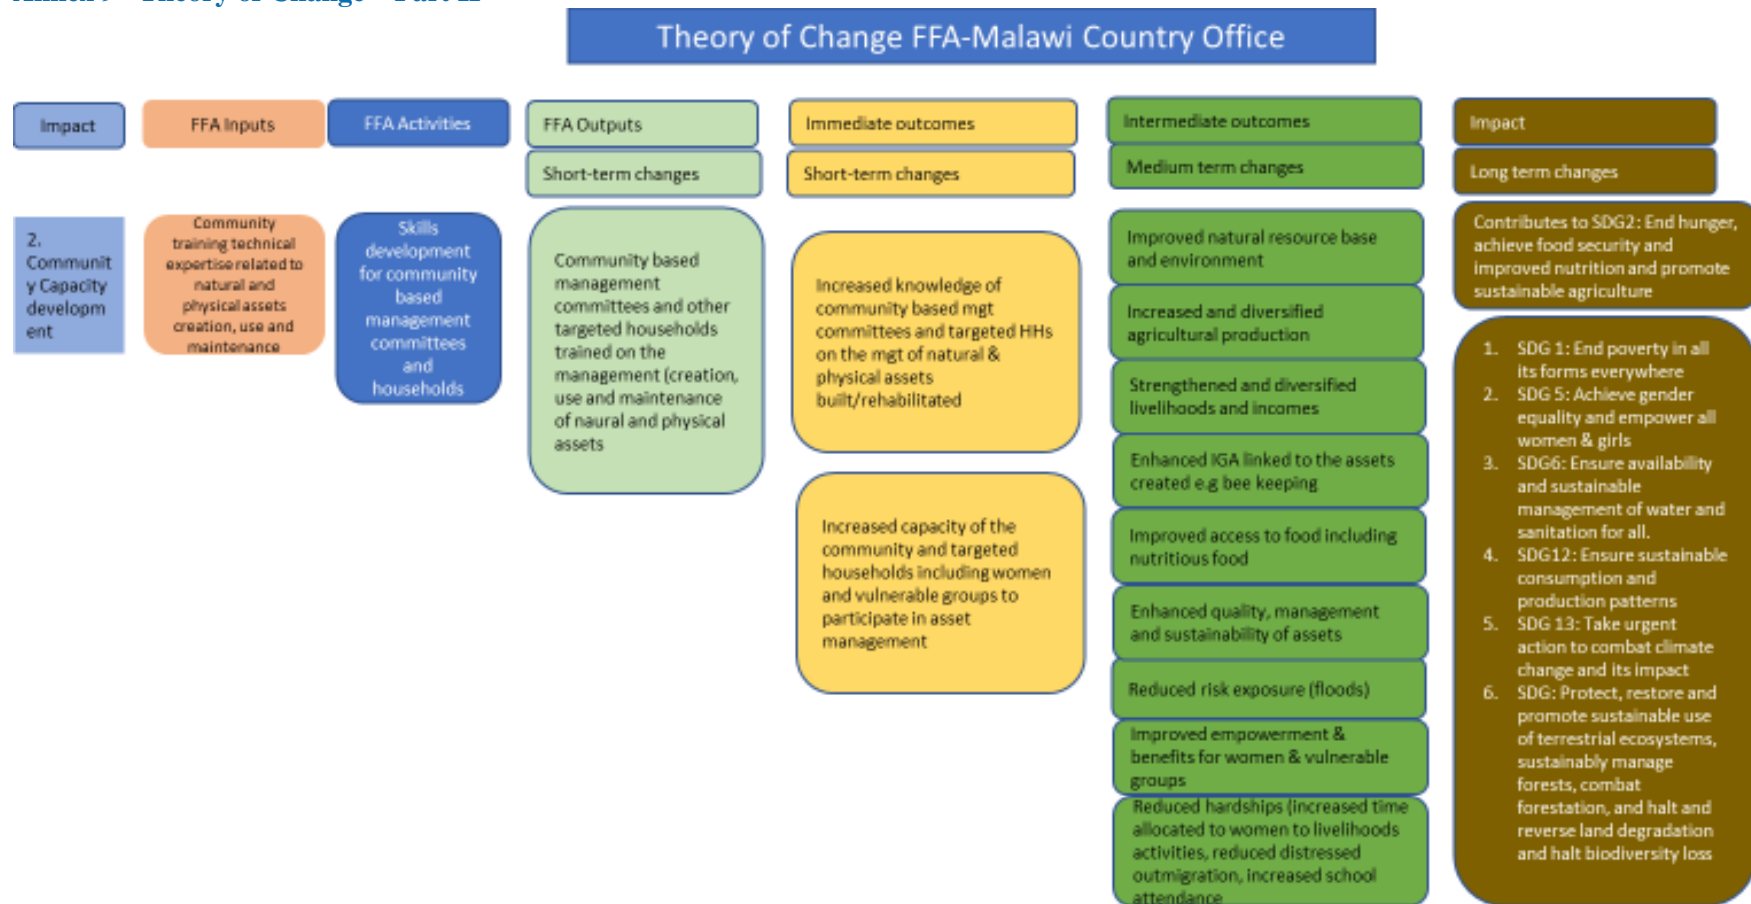 Theory of Change FFA-Malawi Country Office
Impact
FFA Inputs
FFA Activities
FFA Outputs
Immediate outcomes
Intermediate outcomes
Impact
Short-term changes
Short-term changes
Medium term changes
Long term changes
2.
Communit
y Capacity
developm
ent
Community
training technical
expertise related to
natural and
physical assets
creation, use and
maintenance
Skills
development
for community
based
management
committees
and
households
Community based
management
committees and other
targeted households
trained on the
management (creation,
use and maintenance
of naural and physical
assets
Increased knowledge of
community based mgt
committees and targeted HHs
on the mgt of natural &
physical assets
built/rehabilitated
Increased capacity of the
community and targeted
households including women
and vulnerable groups to
participate in asset
management
Improved natural resource base
and environment
Increased and diversified
agricultural production
Strengthened and diversified
livelihoods and incomes
Enhanced IGA linked to the assets
created e.g bee keeping
Improved access to food including
nutritious food
Enhanced quality, management
and sustainability of assets
Reduced risk exposure (floods)
Improved empowerment &
benefits for women & vulnerable
groups
Reduced hardships (increased time
allocated to women to livelihoods
activities, reduced distressed
outmigration, increased school
attendance
Contributes to SDG2: End hunger,
achieve food security and
improved nutrition and promote
sustainable agriculture
1. SDG 1: End poverty in all
its forms everywhere
2. SDG 5: Achieve gender
equality and empower all
women & girls
3. SDG6: Ensure availability
and sustainable
management of water and
sanitation for all.
4. SDG12: Ensure sustainable
consumption and
production patterns
5. SDG 13: Take urgent
action to combat climate
change and its impact
6. SDG: Protect, restore and
promote sustainable use
of terrestrial ecosystems,
sustainably manage
forests, combat
forestation, and halt and
reverse land degradation
and halt biodiversity loss